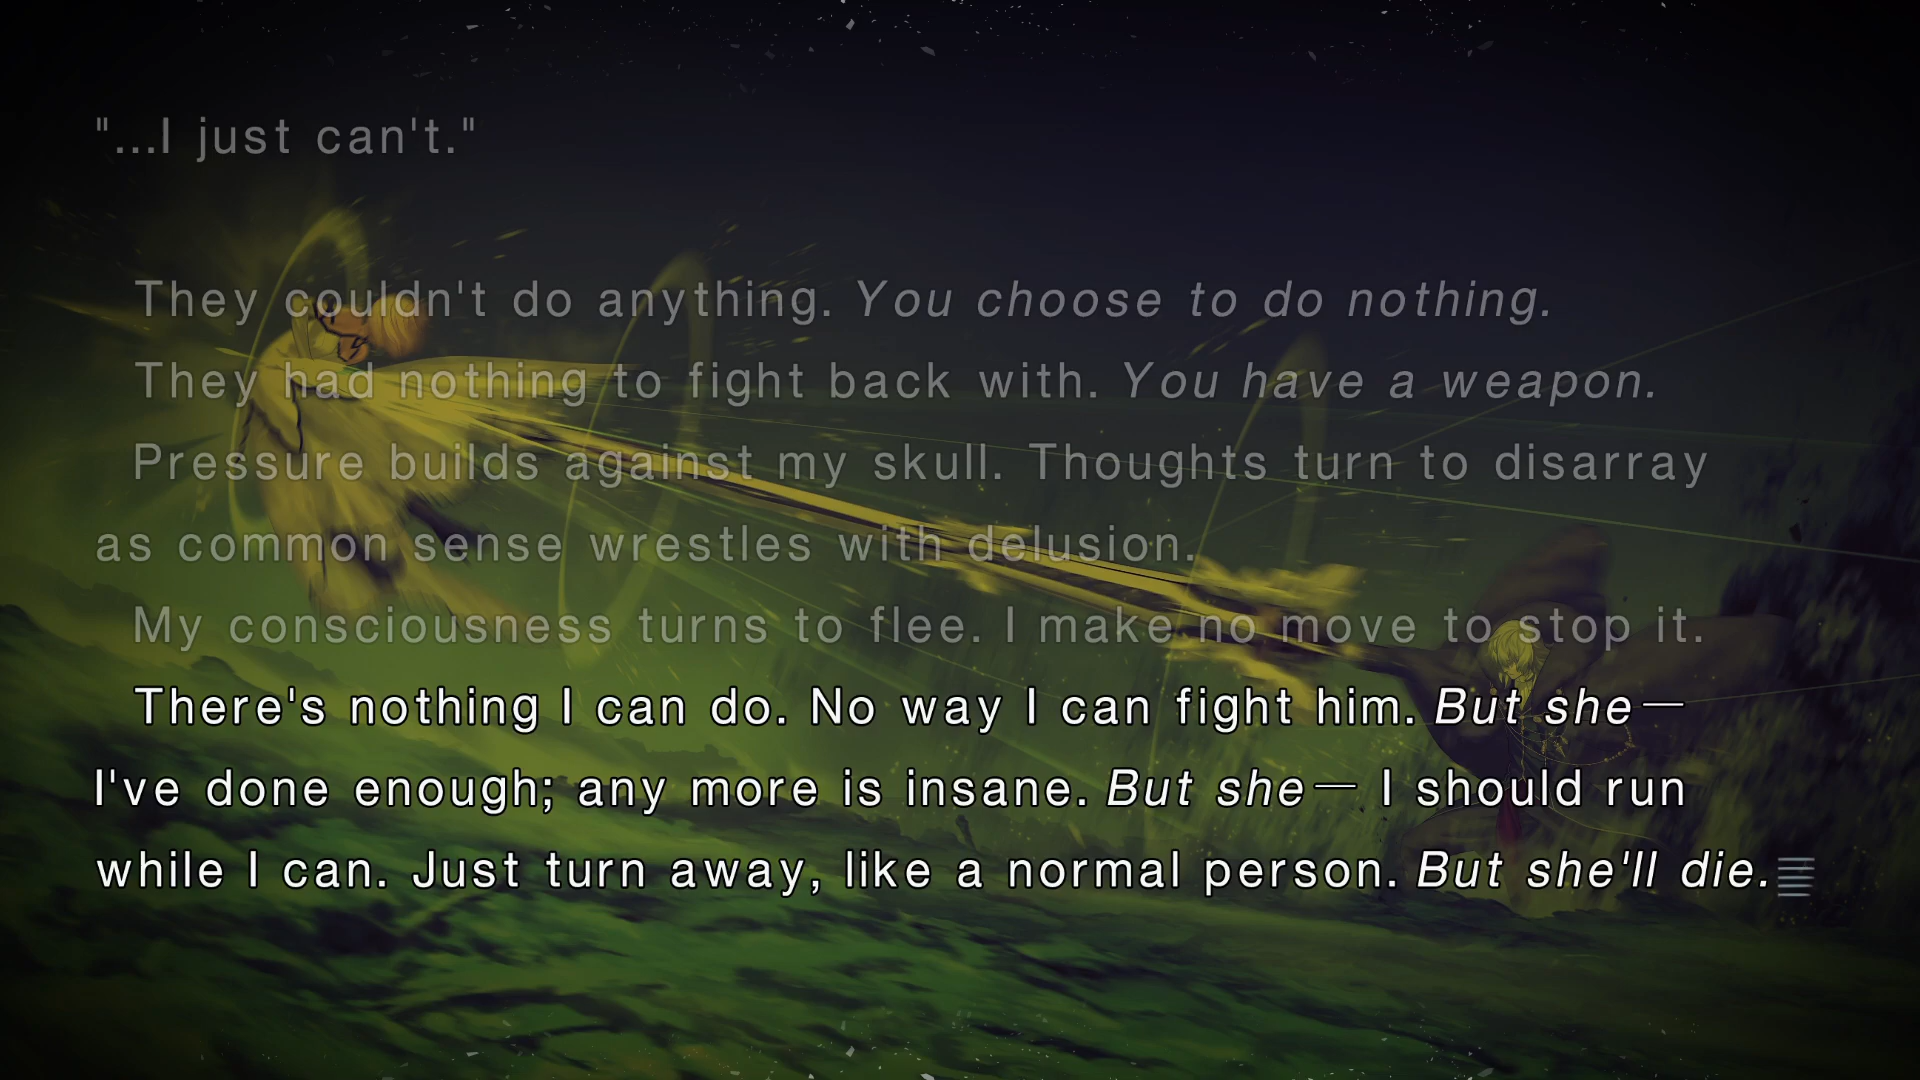 "...I just can't."
They couldn't do anything. You choose to do nothing.
They had nothing to fight back with. You have a weapon.
Pressure builds against my skull. Thoughts turn to disarray
as common sense wrestles with delusion.
My consciousness turns to flee. I make no move to stop it.
There's nothing I can do. No way I can fight him. But she—
I've done enough; any more is insane. But she— I should run
while I can. Just turn away, like a normal person. But she'll die.